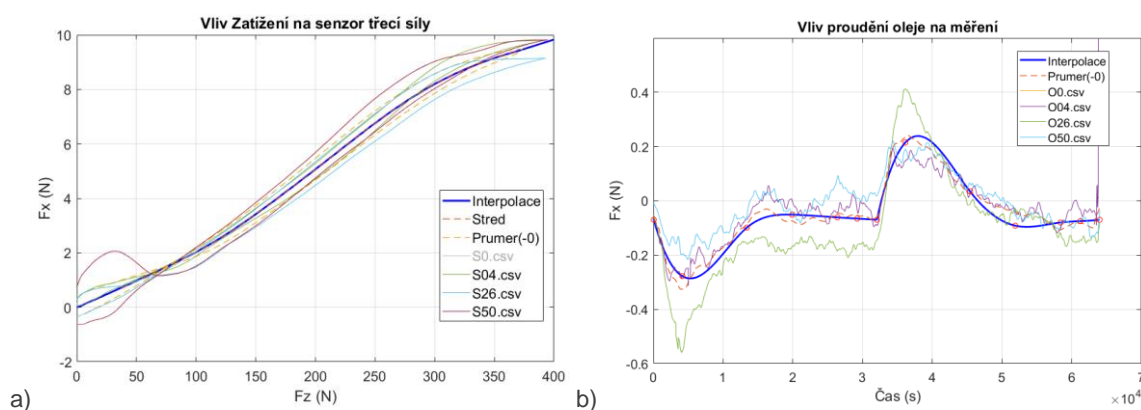 Vliv Zatížení na senzor třecí síly
10
8
6
4
2
0
-2
Fx (N)
0
50
100
150
200
250
300
350
400
Fz (N)
Interpolace
Stred
Prumer(-0)
S0.csv
S04.csv
S26.csv
S50.csv
a)
Vliv proudění oleje na měření
0.4
0.2
0
-0.2
-0.4
-0.6
Fx (N)
0
1
2
3
4
5
6
7
×10⁴
Čas (s)
Interpolace
Prumer(-0)
O0.csv
O04.csv
O26.csv
O50.csv
b)